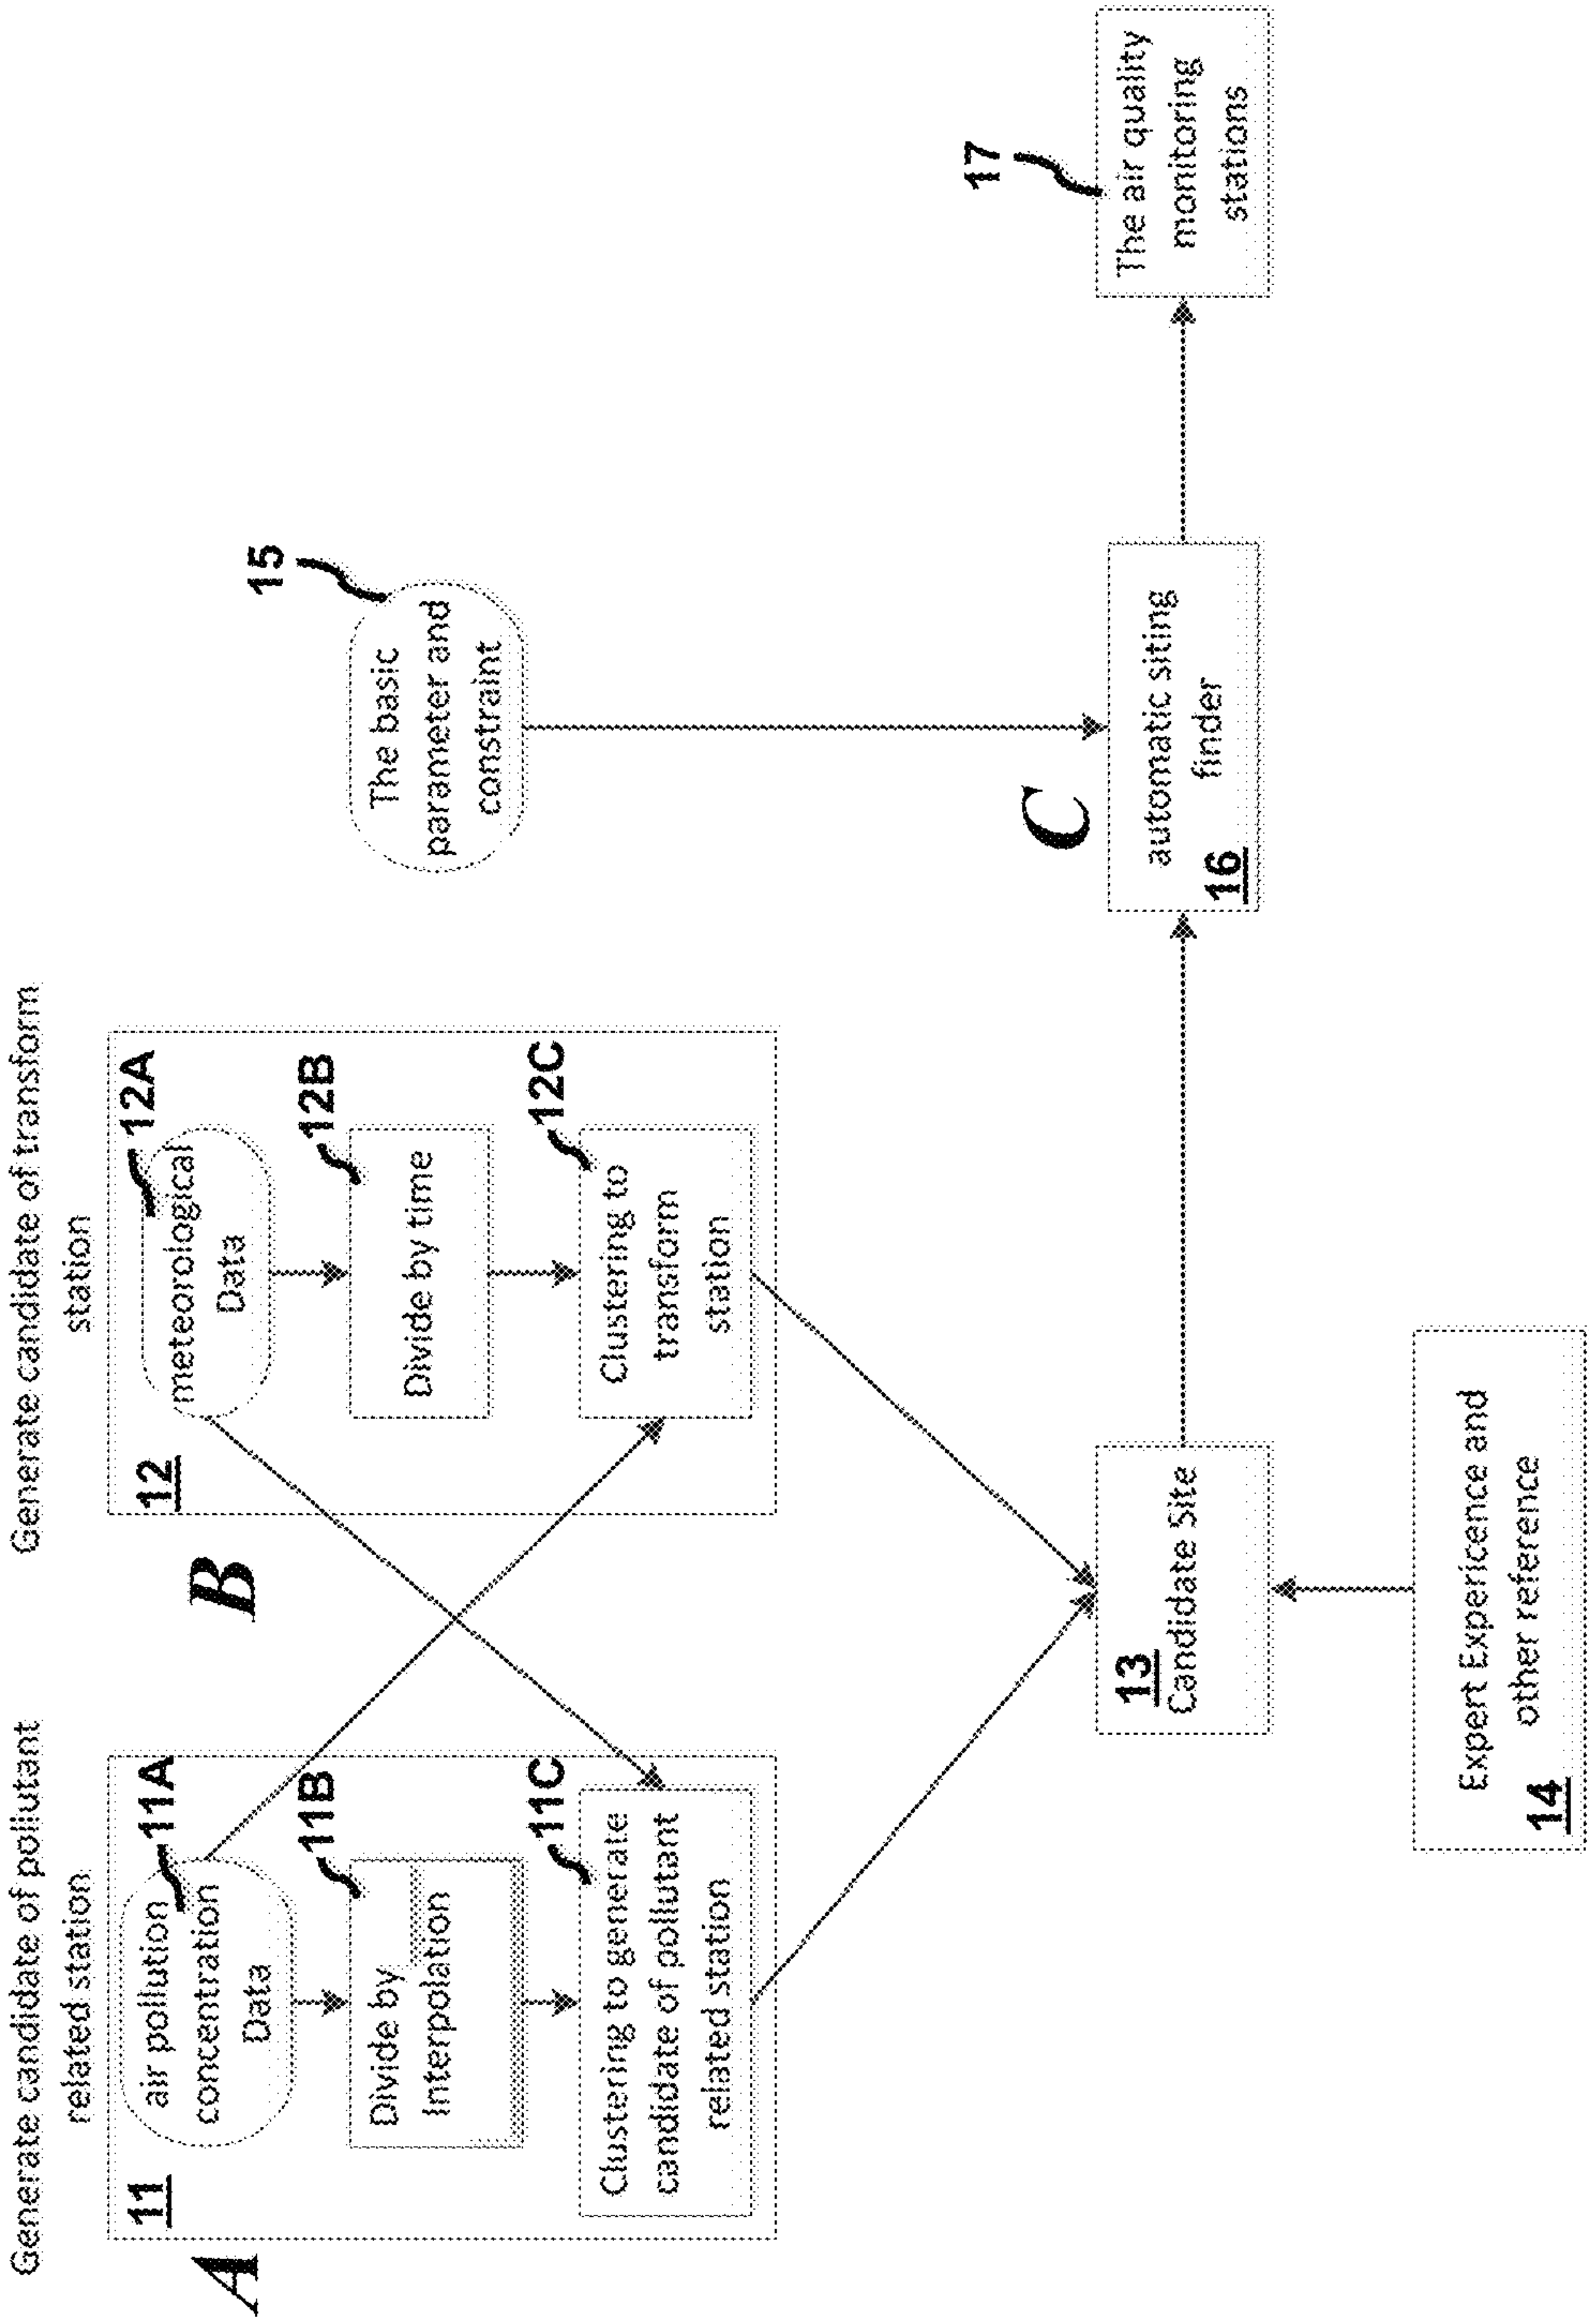 Generate candidate of pollutant
related station
A
11
air pollution
concentration
Data
11A
Divide by
Interpolation
11B
Clustering to generate
candidate of pollutant
related station
11C
Generate candidate of transform
station
B
12
meteorological
Data
12A
Divide by time
12B
Clustering to
transform
station
12C
13
Candidate Site
Expert Expericence and
other reference
14
The basic
parameter and
constraint
15
C
automatic siting
finder
16
The air quality
monitoring
stations
17